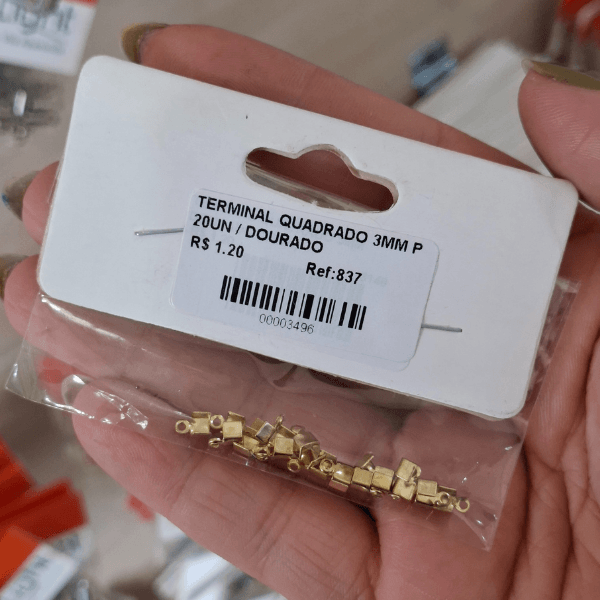 TERMINAL QUADRADO 3MM P
20UN / DOURADO
R$ 1.20
Ref:837
00003496